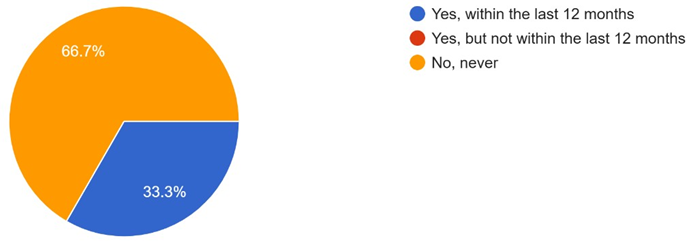 Yes, within the last 12 months
Yes, but not within the last 12 months
No, never
66.7%
33.3%